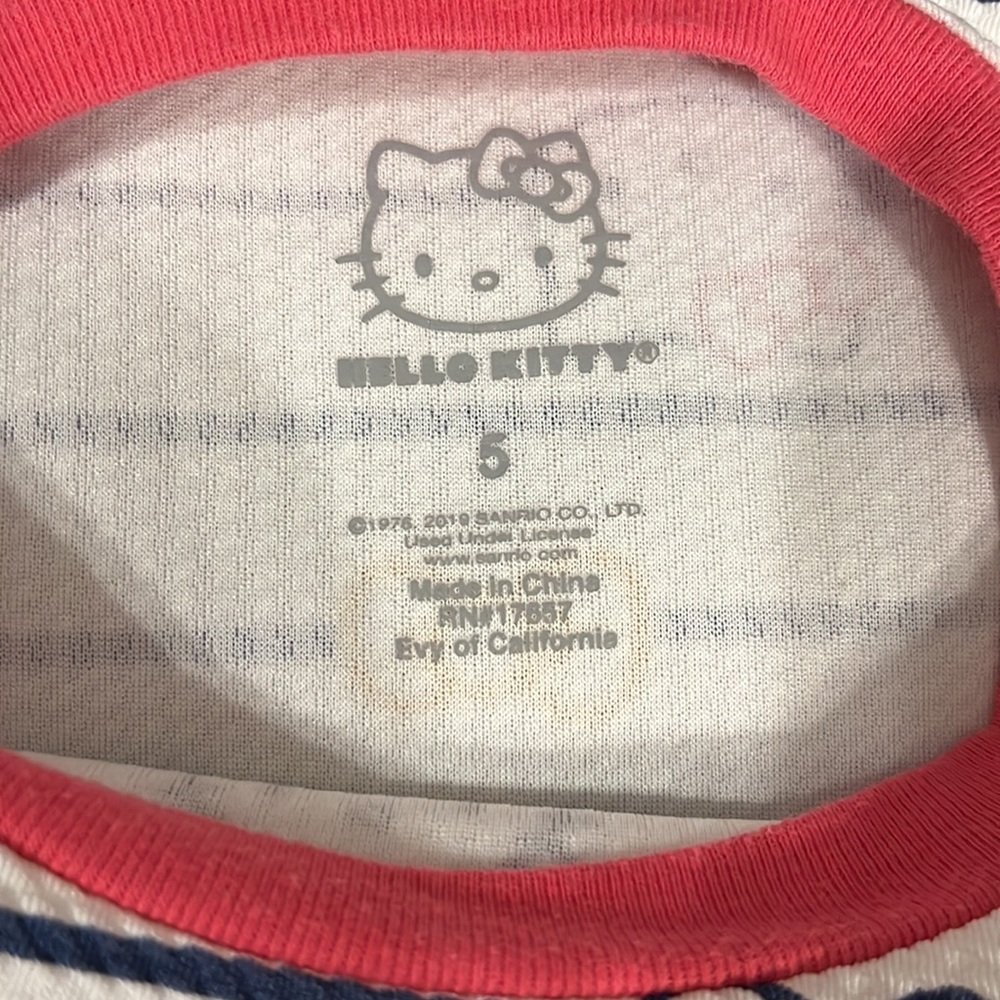 HELLO KITTY®
5
©1976, 2019 SANRIO CO., LTD.
Used Under License
www.sanrio.com
Made in China
RN#17657
Evy of California